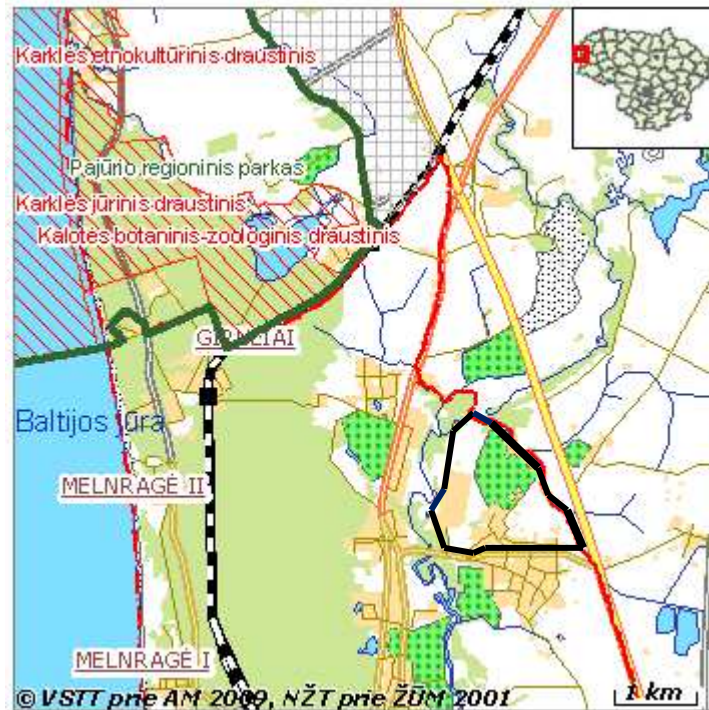 Karklės etnokultūrinis draustinis
Pajūrio regioninis parkas
Karklės jūrinis draustinis
Kalotės botaninis-zoologinis draustinis
GIRULIAI
Baltijos jūra
MELNRAGĖ II
MELNRAGĖ I
© VSTT prie AM 2009, NŽT prie ŽŪM 2001
1 km